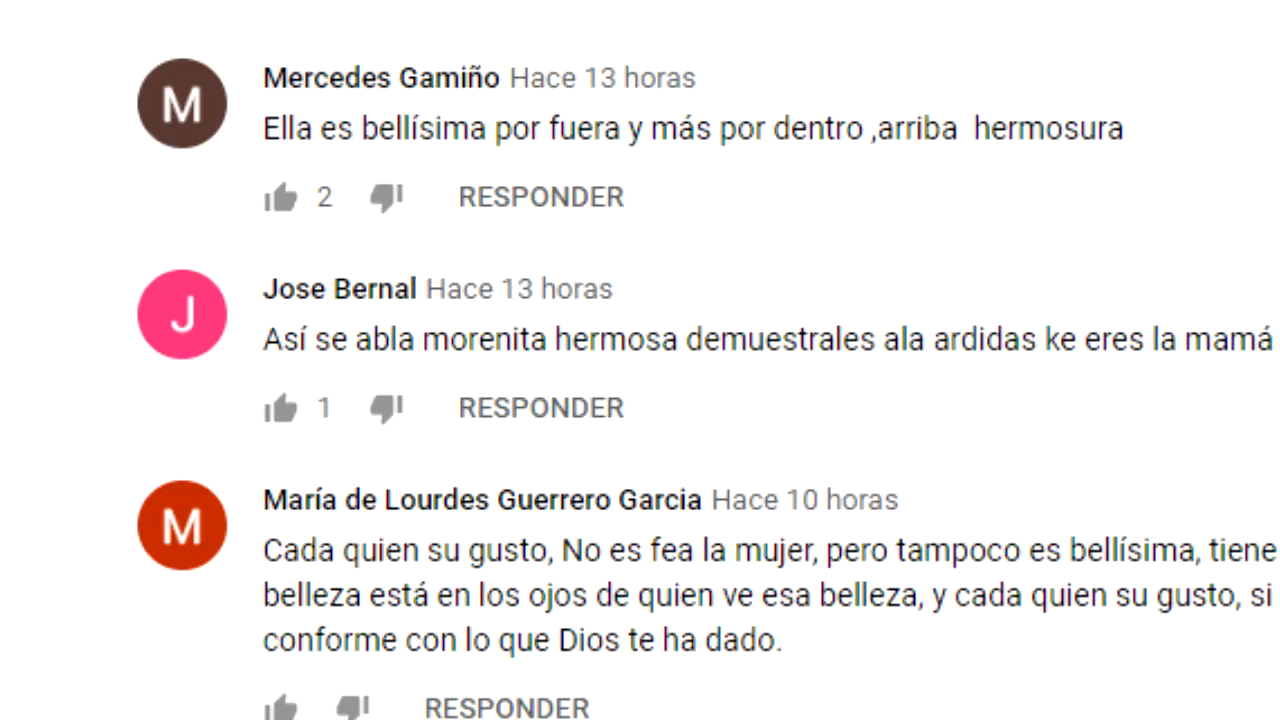 M
Mercedes Gamiño Hace 13 horas
Ella es bellísima por fuera y más por dentro ,arriba  hermosura
2 RESPONDER
J
Jose Bernal Hace 13 horas
Así se abla morenita hermosa demuestrales ala ardidas ke eres la mamá
1 RESPONDER
M
María de Lourdes Guerrero Garcia Hace 10 horas
Cada quien su gusto, No es fea la mujer, pero tampoco es bellísima, tiene
belleza está en los ojos de quien ve esa belleza, y cada quien su gusto, si
conforme con lo que Dios te ha dado.
RESPONDER